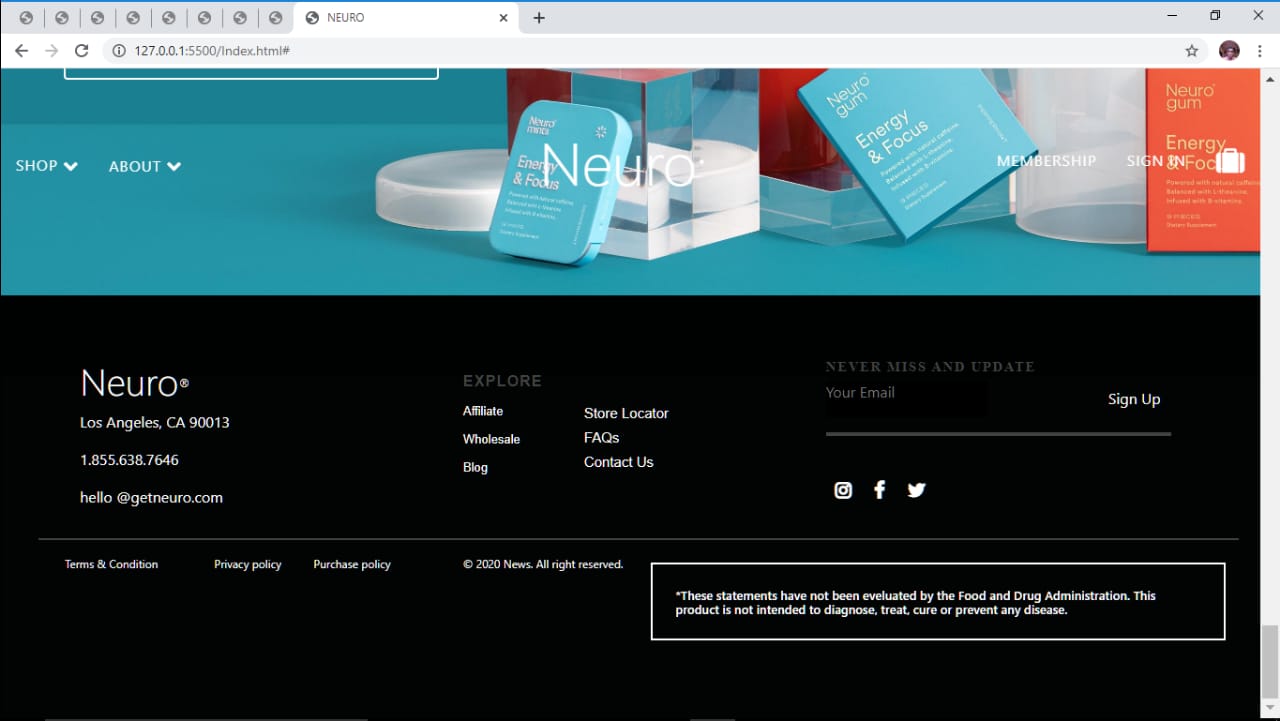 NEURO
127.0.0.1:5500/Index.html#
SHOP
ABOUT
Neuro
MEMBERSHIP
SIGN IN
Neuro
mints
Energy
& Focus
Powered with natural caffeine.
Balanced with L-theanine.
Infused with B-vitamins.
Dietary Supplement
Neuro
gum
Energy
& Focus
Powered with natural caffeine.
Balanced with L-theanine.
Infused with B-vitamins.
Dietary Supplement
Neuro
gum
Energy
& Focus
Powered with natural caffeine
Balanced with L-theanine.
Infused with B-vitamins.
Dietary Supplement
Neuro®
Los Angeles, CA 90013
1.855.638.7646
hello @getneuro.com
EXPLORE
Affiliate
Wholesale
Blog
Store Locator
FAQs
Contact Us
NEVER MISS AND UPDATE
Your Email
Sign Up
Terms & Condition
Privacy policy
Purchase policy
© 2020 News. All right reserved.
*These statements have not been eveluated by the Food and Drug Administration. This
product is not intended to diagnose, treat, cure or prevent any disease.